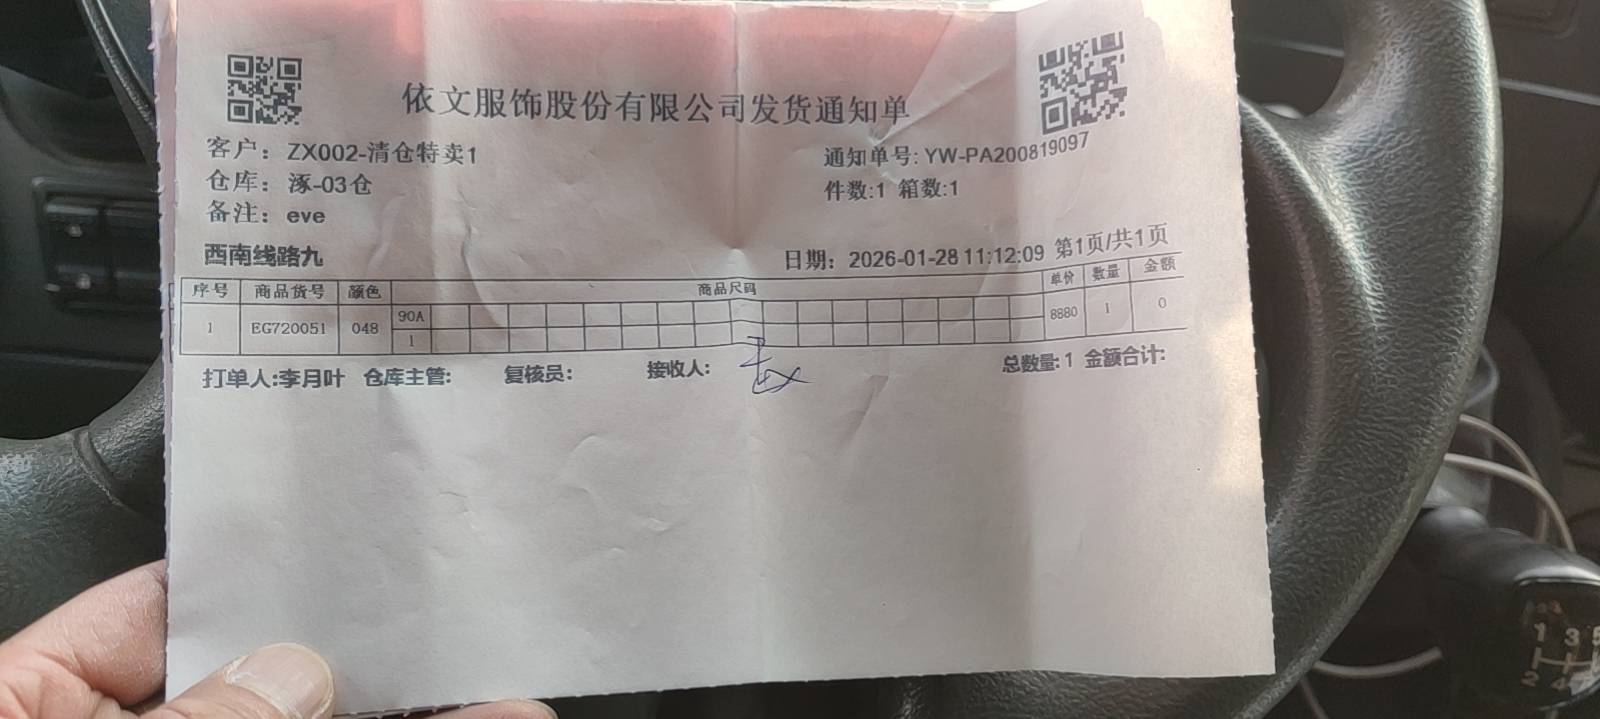 依文服饰股份有限公司发货通知单
客户: ZX002-清仓特卖1
通知单号: YW-PA200819097
仓库: 涿-03仓
件数:1 箱数:1
备注: eve
西南线路九
日期: 2026-01-28 11:12:09 第1页/共1页
序号 商品货号 颜色 商品尺码 单价 数量 金额
1 EG720051 048 90A 8880 1 0
1
打单人:李月叶 仓库主管: 复核员: 接收人: 总数量:1 金额合计:
1 3 5
2 4